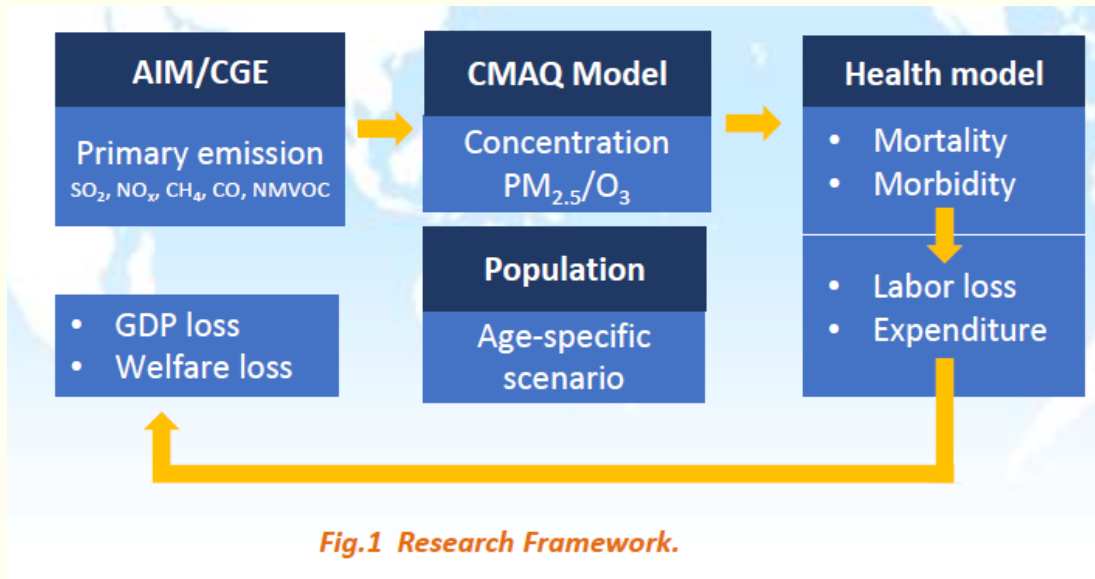 AIM/CGE
Primary emission
SO₂, NOₓ, CH₄, CO, NMVOC
CMAQ Model
Concentration
PM₂.₅/O₃
Health model
• Mortality
• Morbidity
Population
Age-specific
scenario
• Labor loss
• Expenditure
• GDP loss
• Welfare loss
Fig.1 Research Framework.